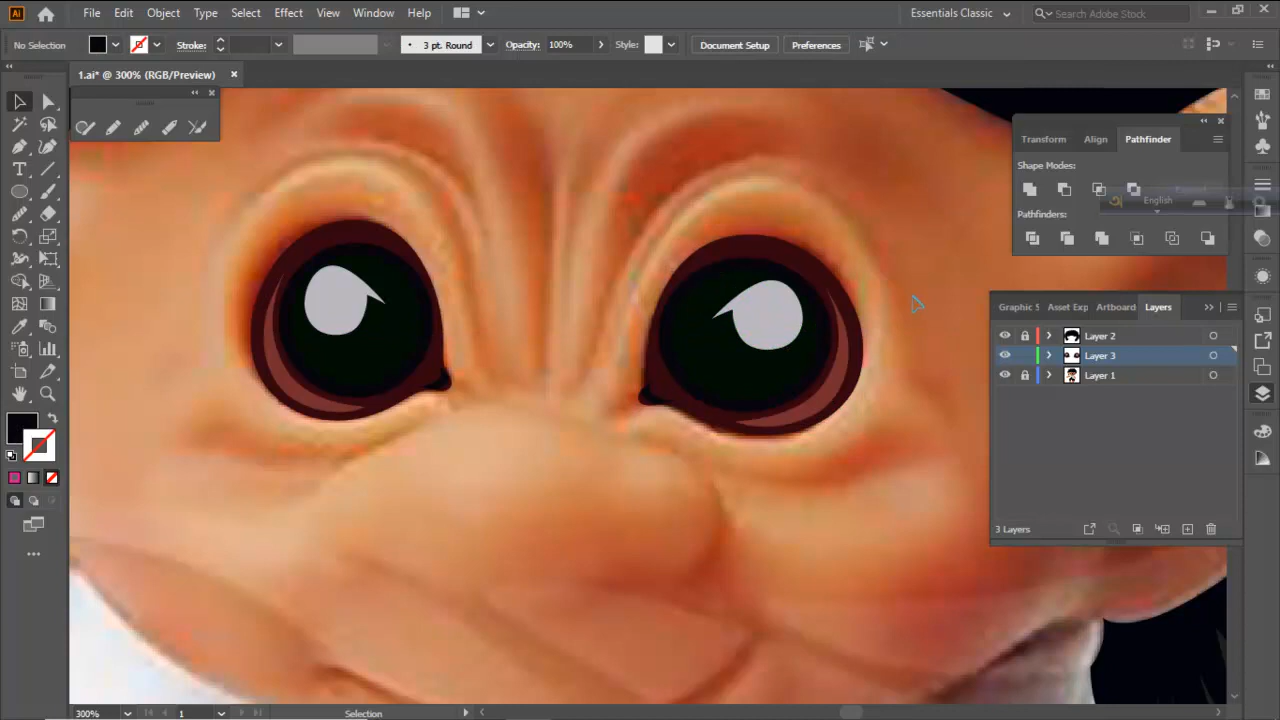 Ai File Edit Object Type Select Effect View Window Help Essentials Classic Search Adobe Stock
No Selection Stroke: 3 pt. Round Opacity: 100% Style: Document Setup Preferences
1.ai* @ 300% (RGB/Preview)
Transform Align Pathfinder
Shape Modes:
English
Pathfinders:
Graphic S Asset Exp Artboard Layers
Layer 2
Layer 3
Layer 1
3 Layers
300% 1 Selection